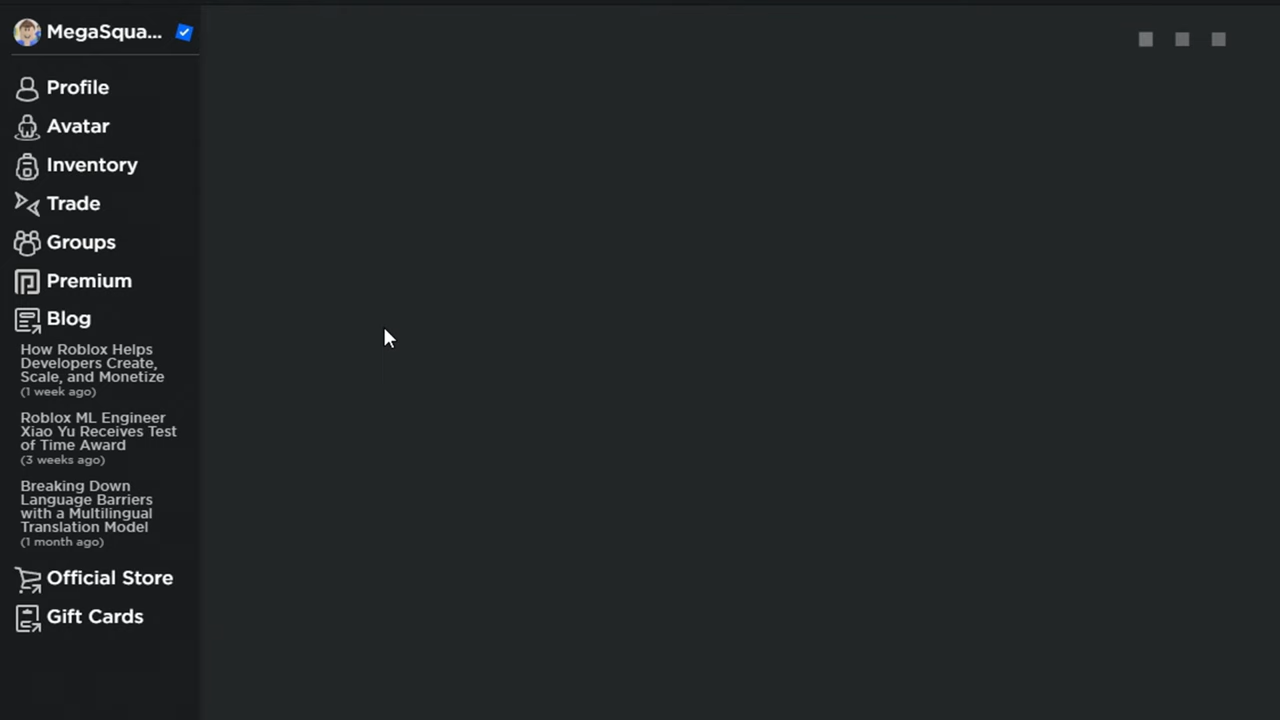 MegaSqua...
Profile
Avatar
Inventory
Trade
Groups
Premium
Blog
How Roblox Helps
Developers Create,
Scale, and Monetize
(1 week ago)
Roblox ML Engineer
Xiao Yu Receives Test
of Time Award
(3 weeks ago)
Breaking Down
Language Barriers
with a Multilingual
Translation Model
(1 month ago)
Official Store
Gift Cards